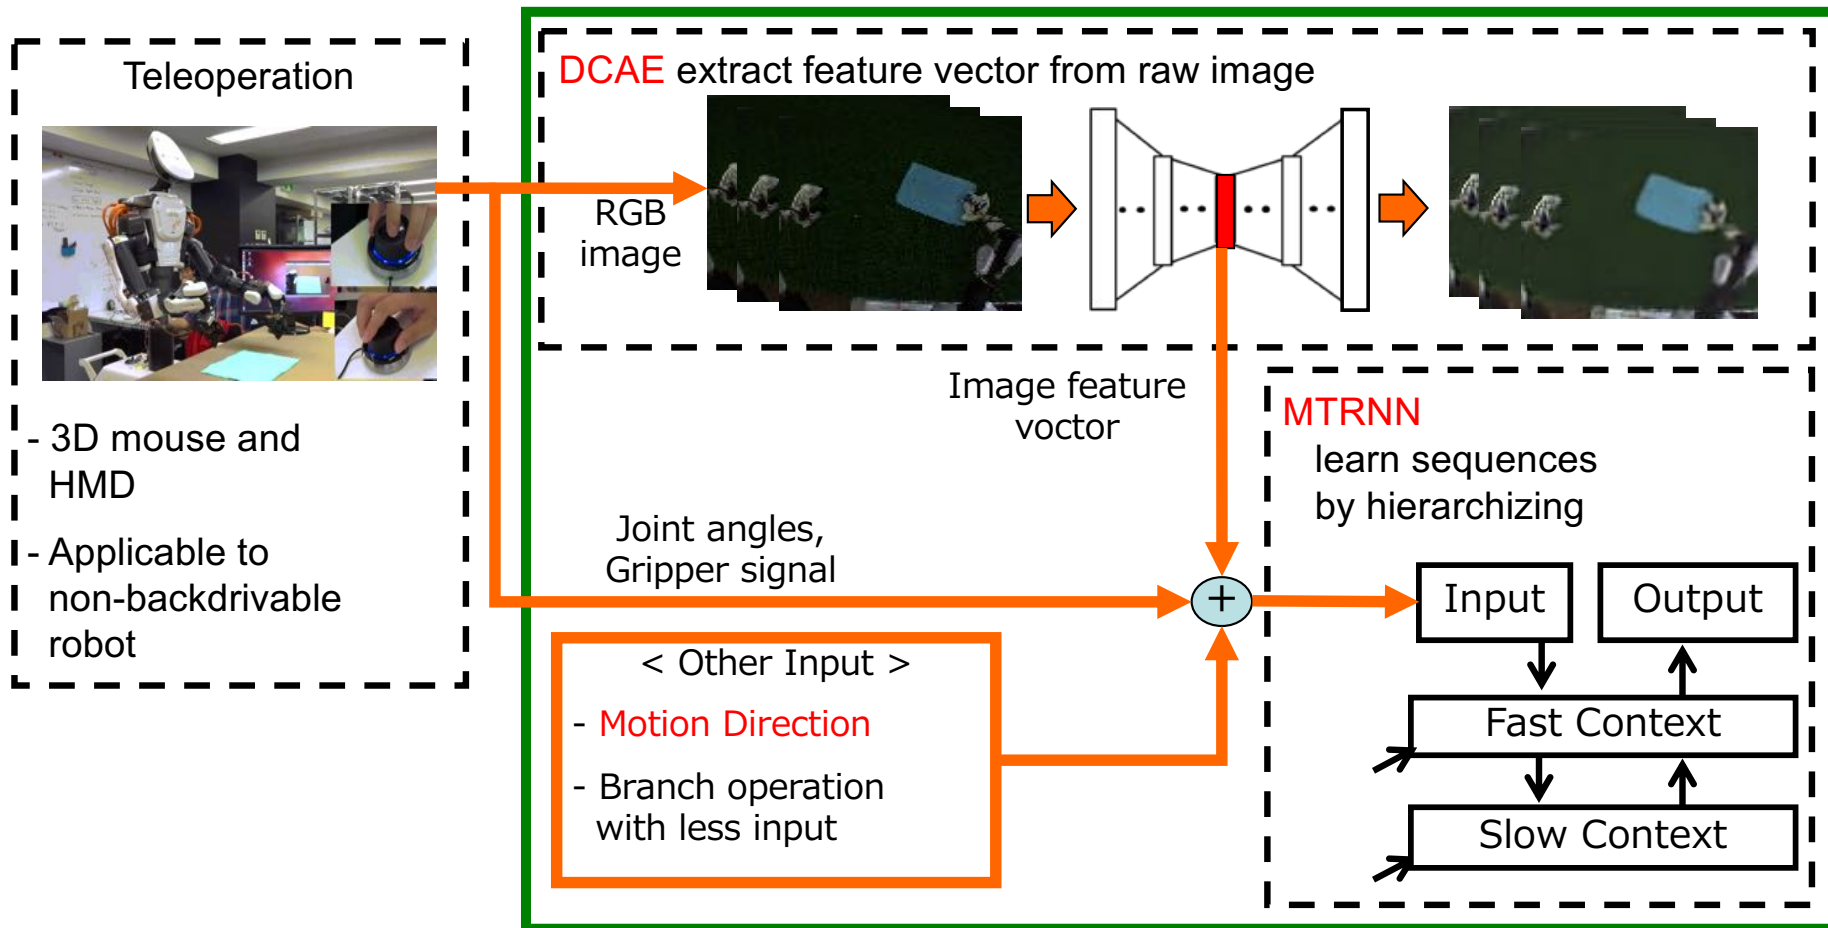 Teleoperation
- 3D mouse and
HMD
- Applicable to
non-backdrivable
robot
DCAE extract feature vector from raw image
RGB
image
Image feature
voctor
Joint angles,
Gripper signal
+
< Other Input >
- Motion Direction
- Branch operation
with less input
MTRNN
learn sequences
by hierarchizing
Input
Output
Fast Context
Slow Context